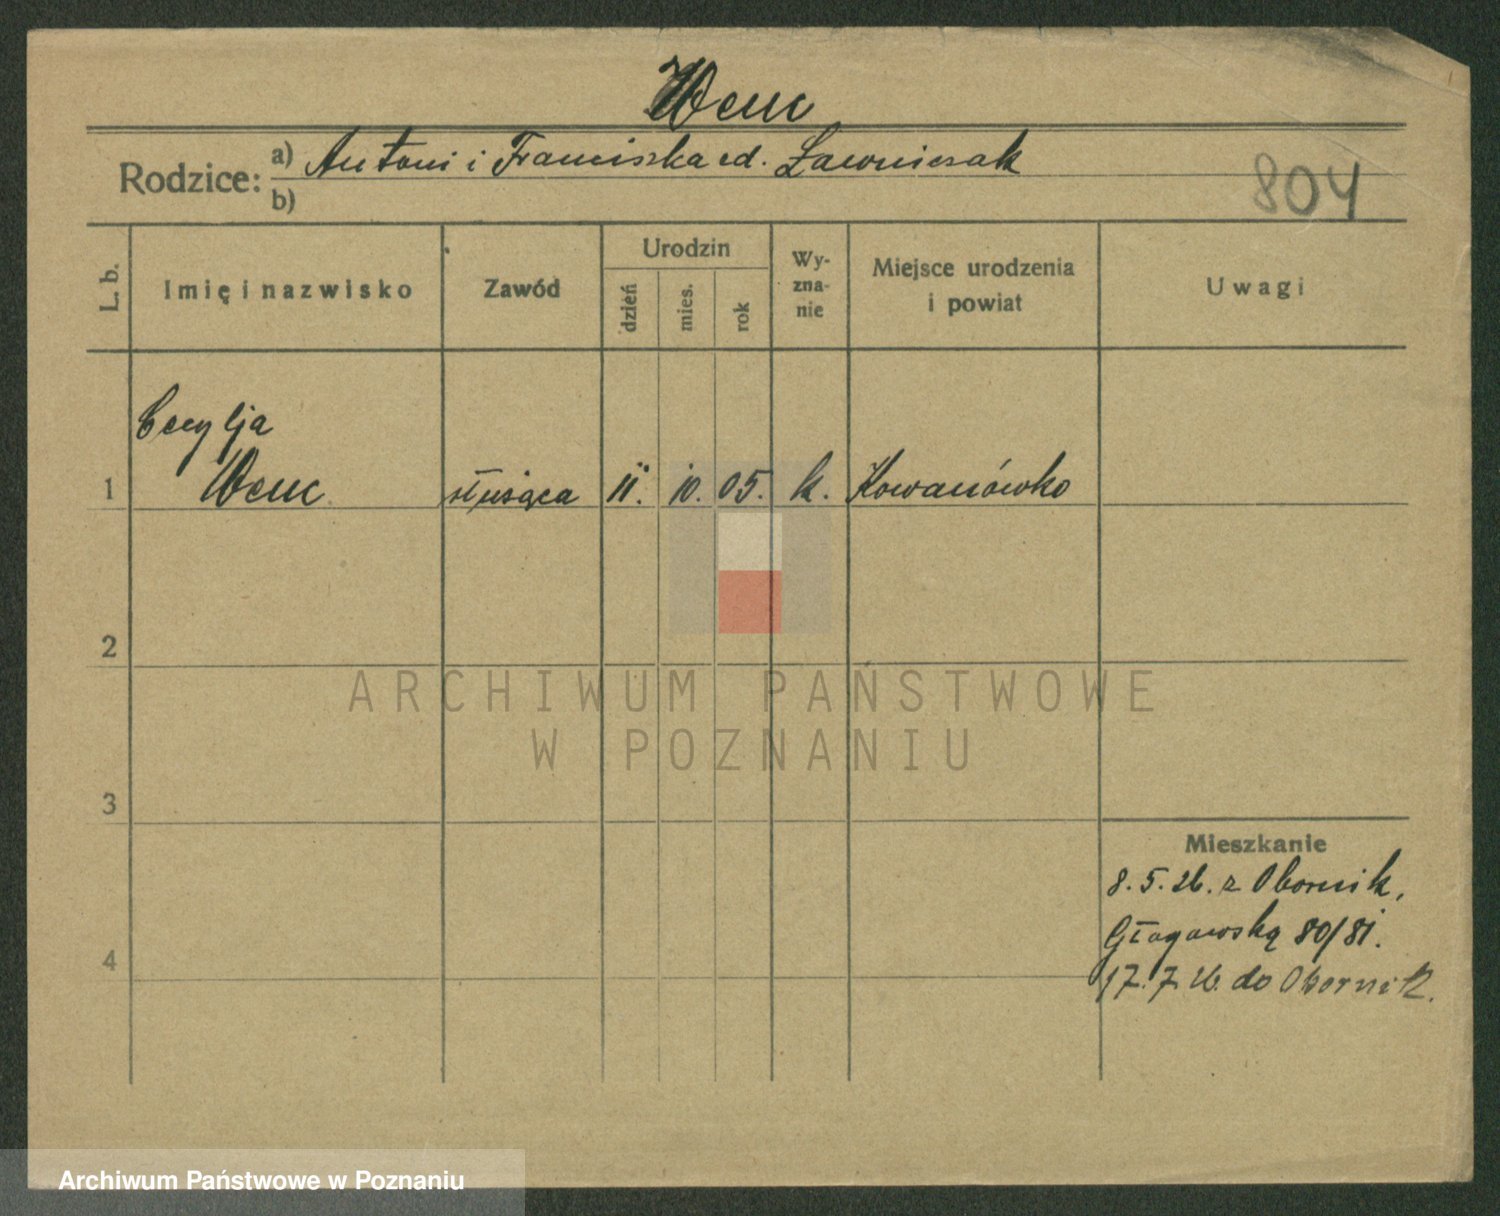 Wenc
Rodzice: a) Antoni i Franciszka ed. Ławniczak
b)
804
L. b.
Imię i nazwisko
Zawód
Urodzin
dzień
mies.
rok
Wy-
zna-
nie
Miejsce urodzenia
i powiat
Uwagi
Cecylja
1 Wenc służąca 11. 10. 05. k. Kowanówko
2
3
4
Mieszkanie
8. 5. 26. z Obornik,
Głogowską 80/81.
17. 7. 26. do Obornik.
ARCHIWUM PAŃSTWOWE
W POZNANIU
Archiwum Państwowe w Poznaniu